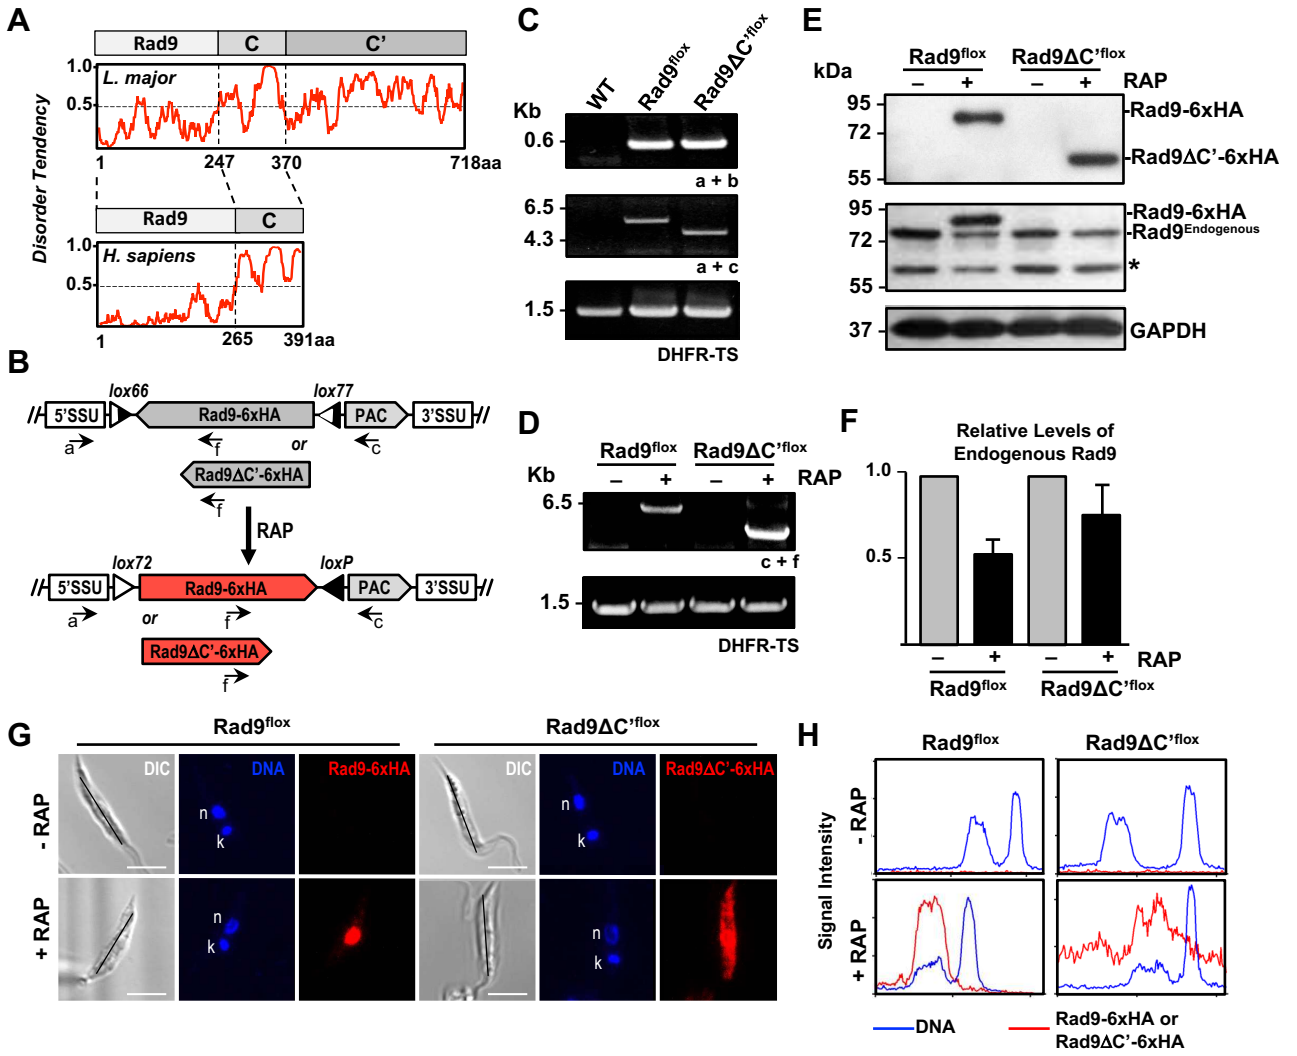 A
Rad9 C C’
1.0 L. major
0.5
1 247 370 718aa
Disorder Tendency
Rad9 C
1.0 H. sapiens
0.5
1 265 391aa
B
lox66 lox77
// 5’SSU Rad9-6xHA PAC 3’SSU //
a f or c
Rad9ΔC’-6xHA
f
RAP
lox72 loxP
// 5’SSU Rad9-6xHA PAC 3’SSU //
a or f c
Rad9ΔC’-6xHA
f
C
WT Rad9flox Rad9ΔC’flox
Kb
0.6
a + b
6.5
4.3
a + c
1.5
DHFR-TS
D
Rad9flox Rad9ΔC’flox
Kb – + – + RAP
6.5
c + f
1.5
DHFR-TS
E
Rad9flox Rad9ΔC’flox
kDa – + – + RAP
95 -Rad9-6xHA
72
-Rad9ΔC’-6xHA
55
95 -Rad9-6xHA
-Rad9Endogenous
72
*
55
37 GAPDH
F
Relative Levels of
Endogenous Rad9
1.0
0.5
– + – + RAP
Rad9flox Rad9ΔC’flox
G
Rad9flox Rad9ΔC’flox
- RAP
DIC DNA Rad9-6xHA DIC DNA Rad9ΔC’-6xHA
n n
k k
+ RAP
n n
k k
H
Rad9flox Rad9ΔC’flox
Signal Intensity
- RAP
+ RAP
DNA
Rad9-6xHA or
Rad9ΔC’-6xHA